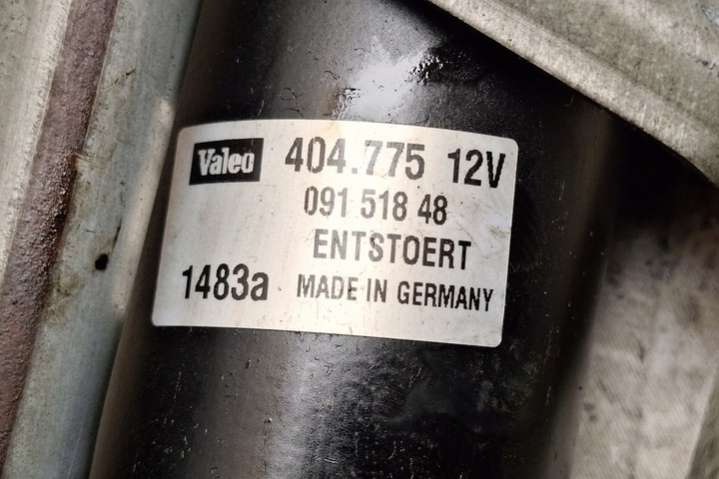 Valeo 404.775 12V
091 518 48
ENTSTOERT
1483a MADE IN GERMANY